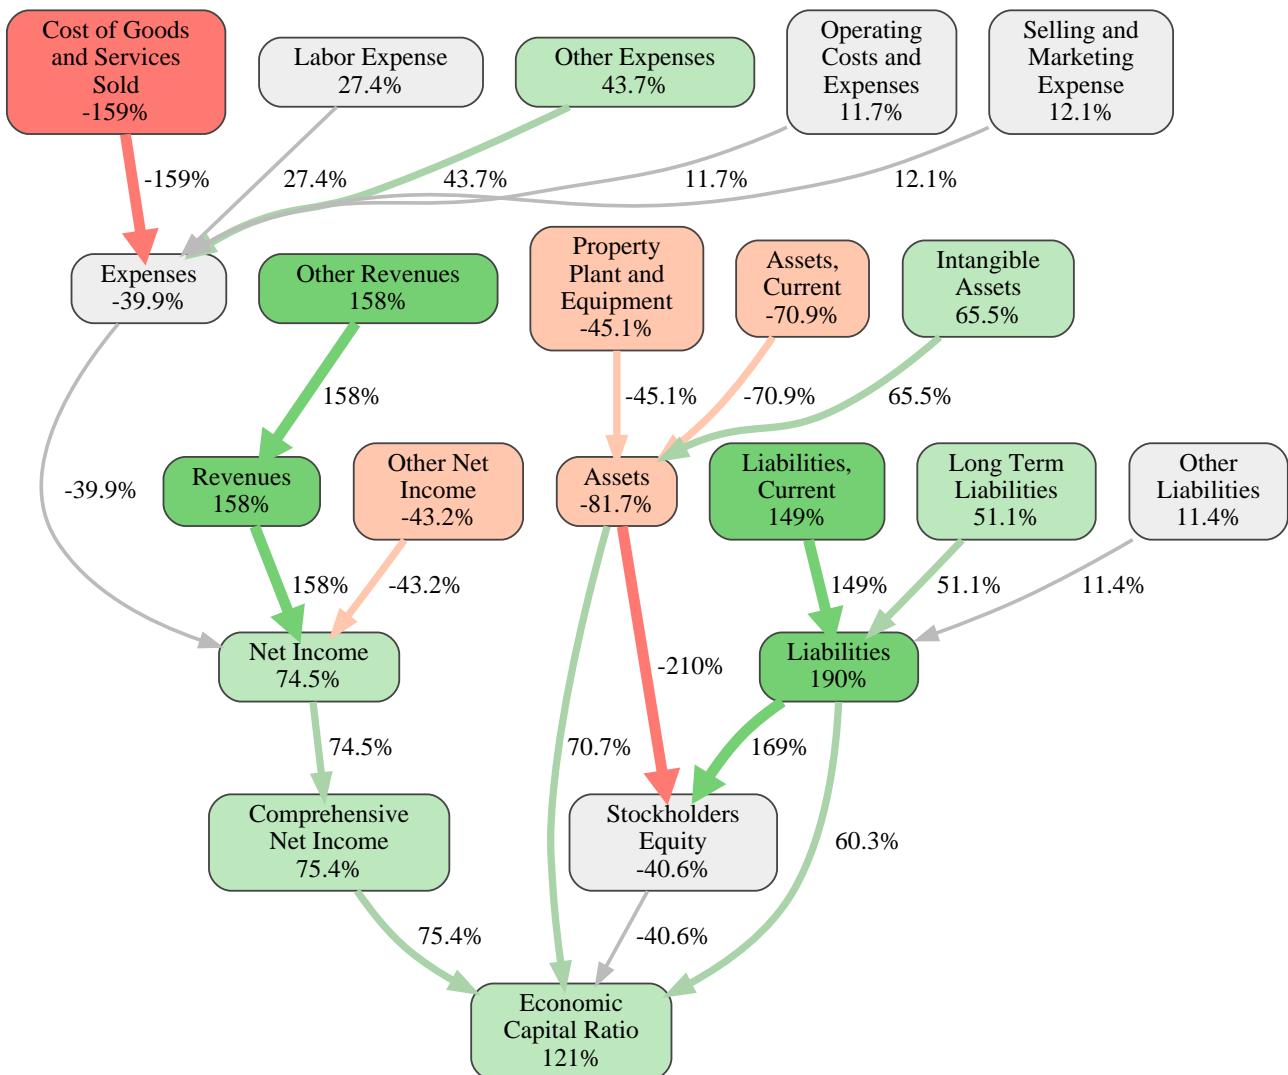 Cost of Goods
and Services
Sold
-159%
Labor Expense
27.4%
Other Expenses
43.7%
Operating
Costs and
Expenses
11.7%
Selling and
Marketing
Expense
12.1%
-159%
27.4%
43.7%
11.7%
12.1%
Expenses
-39.9%
Other Revenues
158%
Property
Plant and
Equipment
-45.1%
Assets,
Current
-70.9%
Intangible
Assets
65.5%
158%
-45.1%
-70.9%
65.5%
-39.9%
Revenues
158%
Other Net
Income
-43.2%
Assets
-81.7%
Liabilities,
Current
149%
Long Term
Liabilities
51.1%
Other
Liabilities
11.4%
158%
-43.2%
149%
51.1%
11.4%
Net Income
74.5%
-210%
Liabilities
190%
74.5%
70.7%
169%
Comprehensive
Net Income
75.4%
Stockholders
Equity
-40.6%
60.3%
75.4%
-40.6%
Economic
Capital Ratio
121%